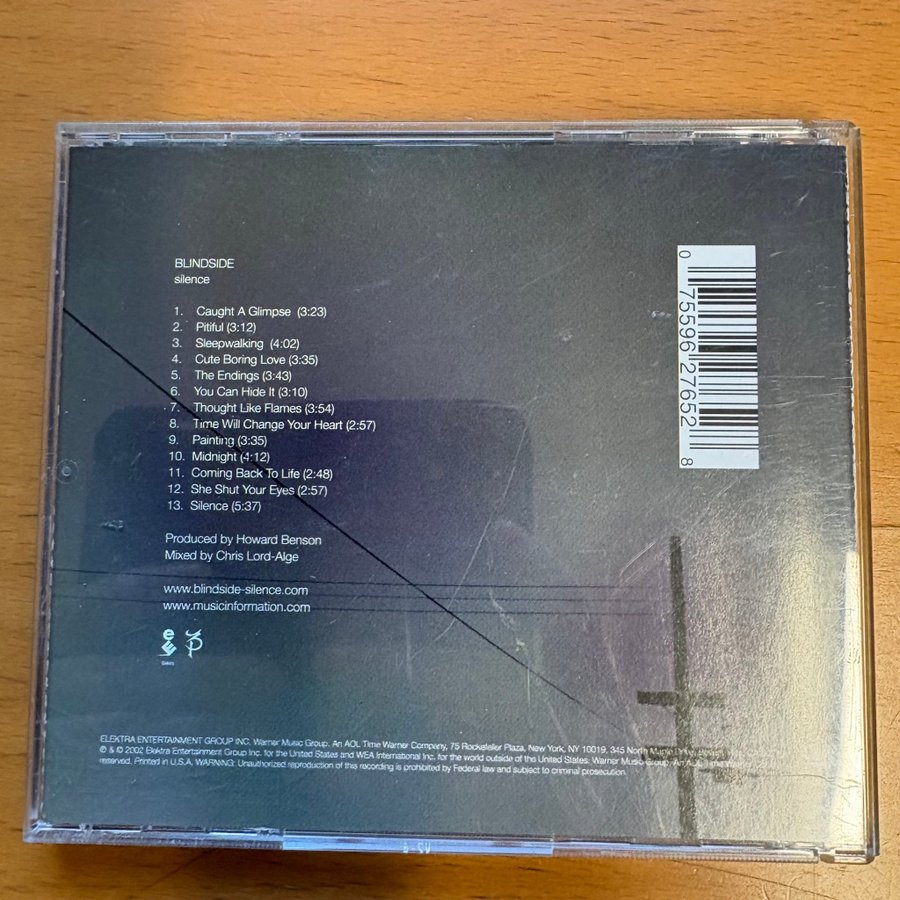 BLINDSIDE
silence
1. Caught A Glimpse (3:23)
2. Pitiful (3:12)
3. Sleepwalking (4:02)
4. Cute Boring Love (3:35)
5. The Endings (3:43)
6. You Can Hide It (3:10)
7. Thought Like Flames (3:54)
8. Time Will Change Your Heart (2:57)
9. Painting (3:35)
10. Midnight (4:12)
11. Coming Back To Life (2:48)
12. She Shut Your Eyes (2:57)
13. Silence (5:37)
Produced by Howard Benson
Mixed by Chris Lord-Alge
www.blindside-silence.com
www.musicinformation.com
ELEKTRA ENTERTAINMENT GROUP INC. Warner Music Group. An AOL Time Warner Company, 75 Rockefeller Plaza, New York, NY 10019. 345 North Maple Drive,
℗ & © 2002 Elektra Entertainment Group Inc. for the United States and WEA International Inc. for the world outside of the United States. Warner Music Group. An AOL Time
reserved. Printed in U.S.A. WARNING: Unauthorized reproduction of this recording is prohibited by Federal law and subject to criminal prosecution.
0 75596 27652 8